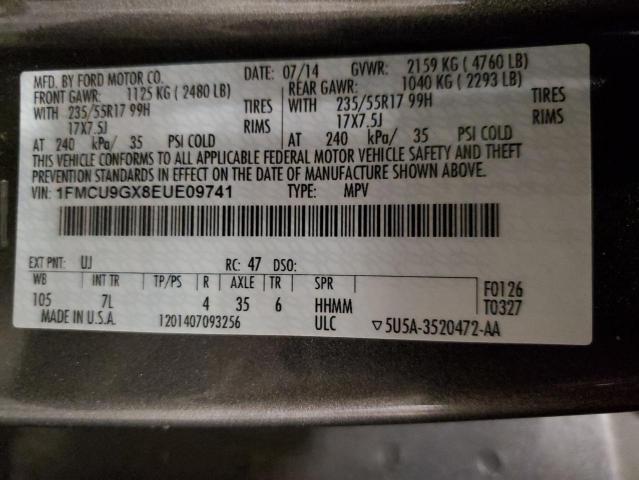 MFD. BY FORD MOTOR CO. DATE: 07/14 GVWR: 2159 KG ( 4760 LB)
FRONT GAWR: 1125 KG ( 2480 LB) REAR GAWR: 1040 KG ( 2293 LB)
WITH 235/55R17 99H TIRES WITH 235/55R17 99H TIRES
17X7.5J RIMS 17X7.5J RIMS
AT 240 kPa/ 35 PSI COLD AT 240 kPa/ 35 PSI COLD
THIS VEHICLE CONFORMS TO ALL APPLICABLE FEDERAL MOTOR VEHICLE SAFETY AND THEFT
PREVENTION STANDARDS IN EFFECT ON THE DATE OF MANUFACTURE SHOWN ABOVE.
VIN: 1FMCU9GX8EUE09741 TYPE: MPV
EXT PNT: UJ RC: 47 DSO:
WB INT TR TP/PS R AXLE TR SPR F0126
105 7L 4 35 6 HHMM T0327
MADE IN U.S.A. 1201407093256 ULC ▽5U5A-3520472-AA